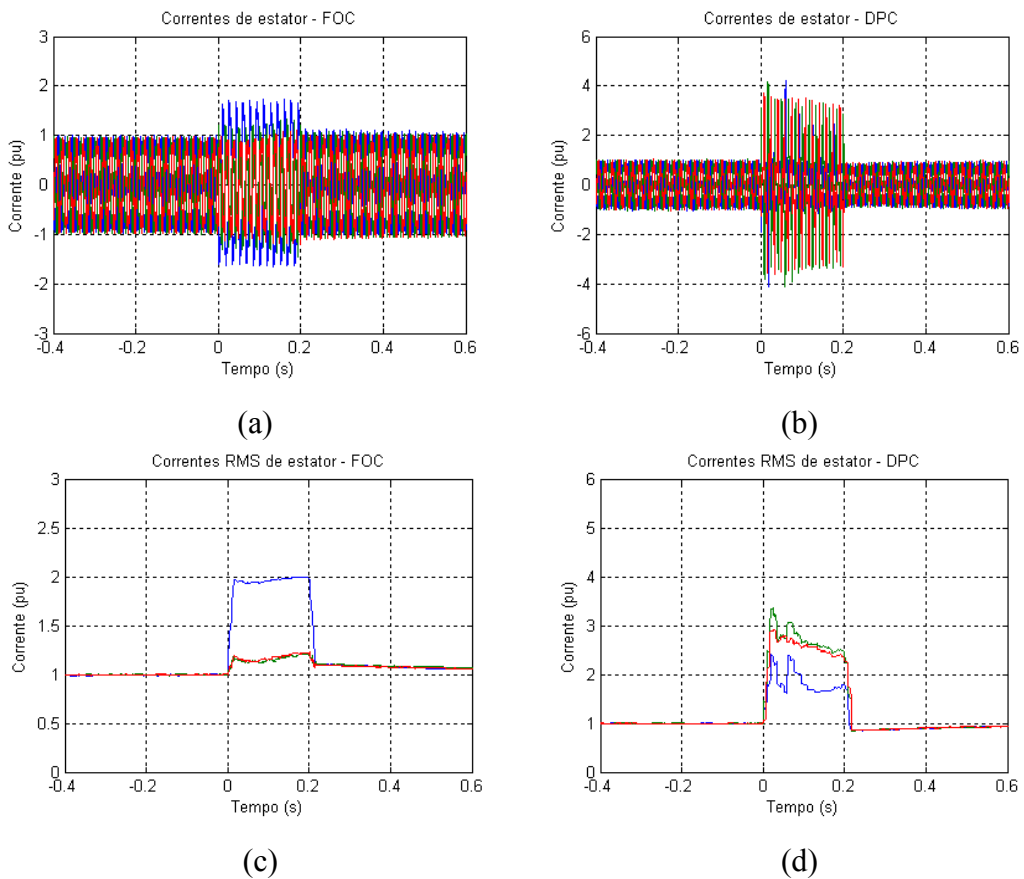 Correntes de estator - FOC
3
2
1
0
-1
-2
-3
Corrente (pu)
-0.4 -0.2 0 0.2 0.4 0.6
Tempo (s)
(a)
Correntes de estator - DPC
6
4
2
0
-2
-4
-6
Corrente (pu)
-0.4 -0.2 0 0.2 0.4 0.6
Tempo (s)
(b)
Correntes RMS de estator - FOC
3
2.5
2
1.5
1
0.5
0
Corrente (pu)
-0.4 -0.2 0 0.2 0.4 0.6
Tempo (s)
(c)
Correntes RMS de estator - DPC
6
5
4
3
2
1
0
Corrente (pu)
-0.4 -0.2 0 0.2 0.4 0.6
Tempo (s)
(d)